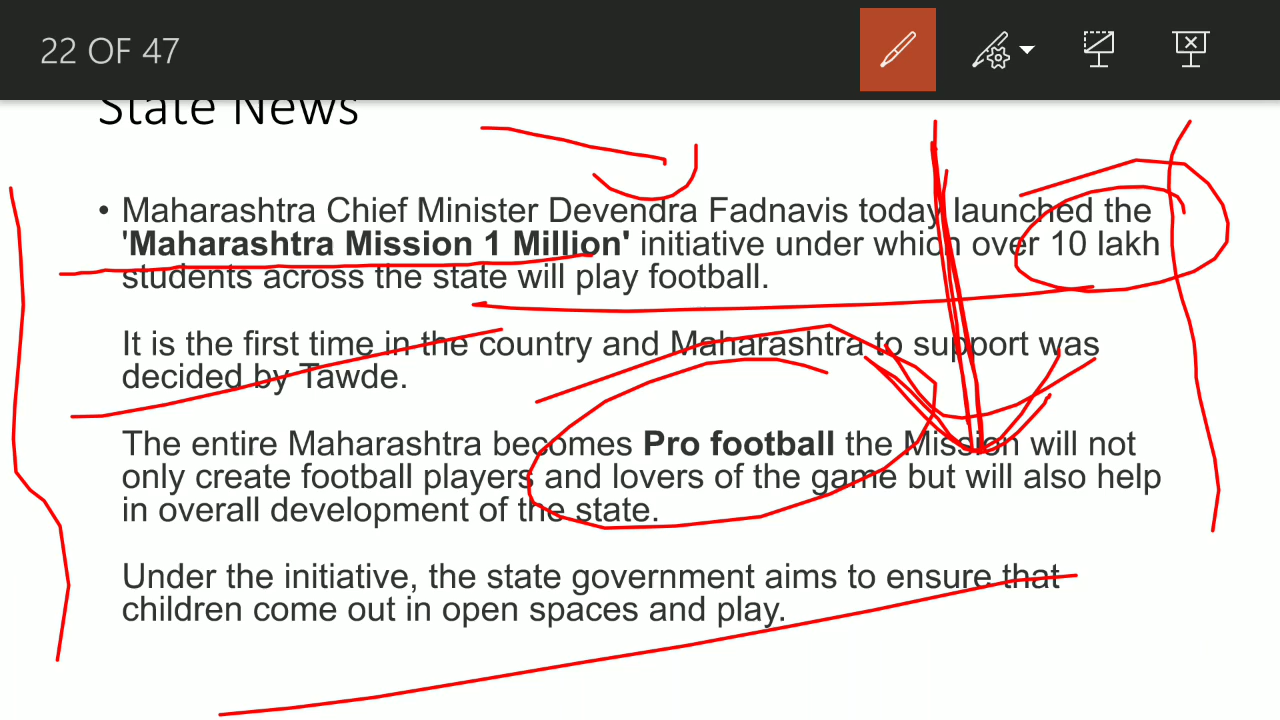 22 OF 47
State News
• Maharashtra Chief Minister Devendra Fadnavis today launched the
'Maharashtra Mission 1 Million' initiative under which over 10 lakh
students across the state will play football.
It is the first time in the country and Maharashtra to support was
decided by Tawde.
The entire Maharashtra becomes Pro football the Mission will not
only create football players and lovers of the game but will also help
in overall development of the state.
Under the initiative, the state government aims to ensure that
children come out in open spaces and play.